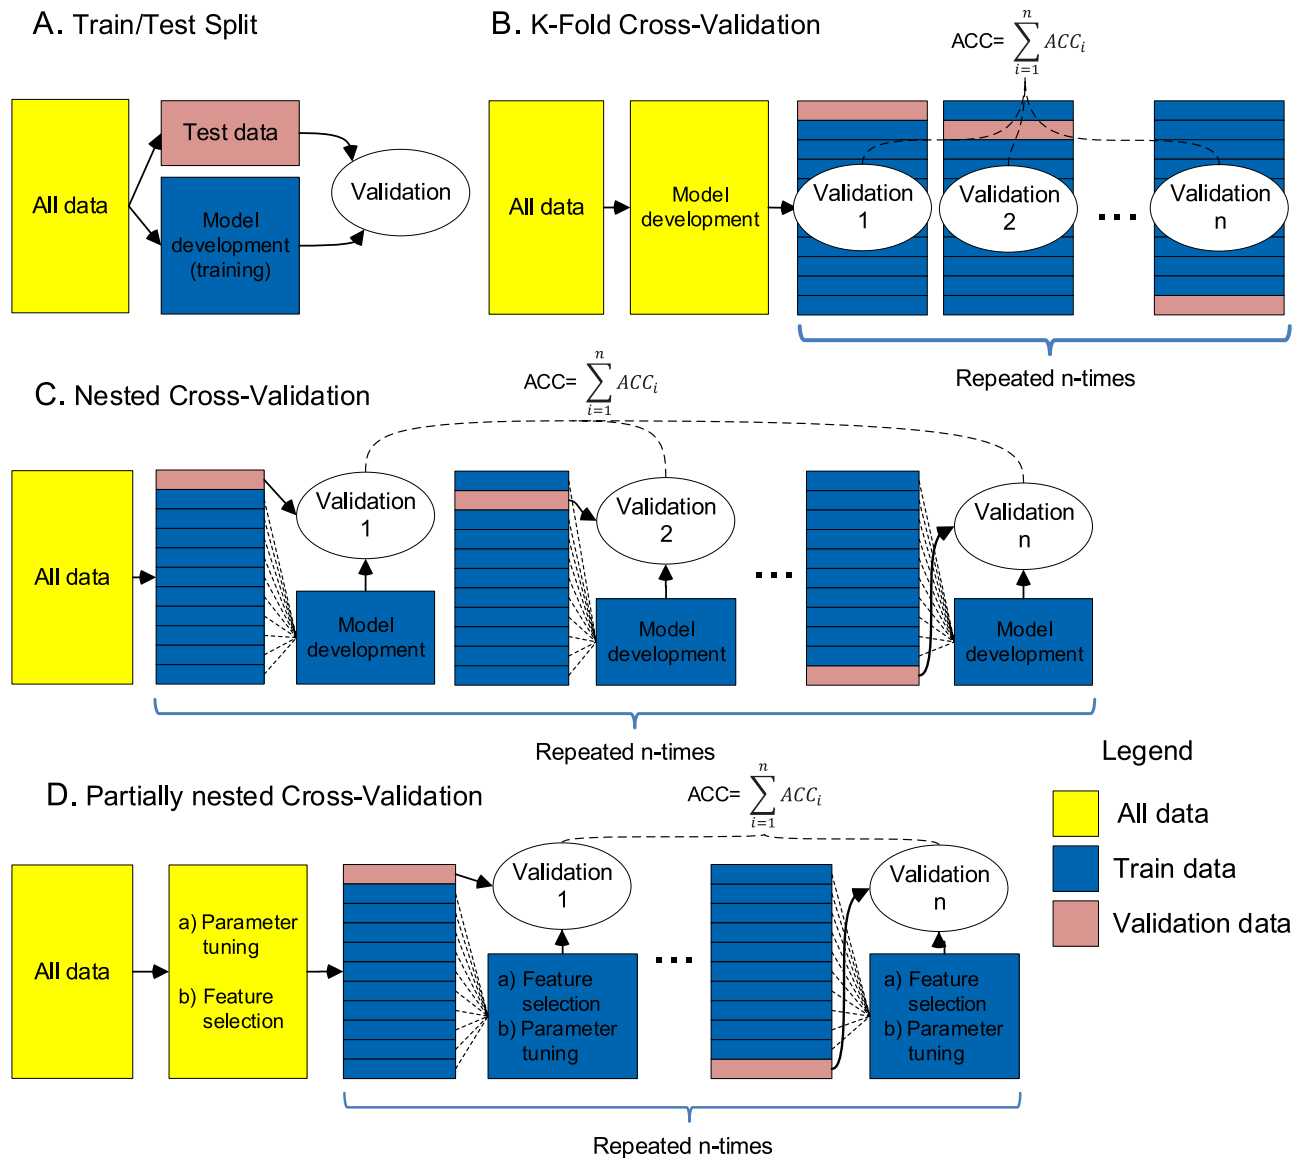 A. Train/Test Split
All data
Test data
Model
development
(training)
Validation
B. K-Fold Cross-Validation
ACC= n∑i=1 ACCi
All data
Model
development
Validation
1
Validation
2
...
Validation
n
Repeated n-times
C. Nested Cross-Validation
ACC= n∑i=1 ACCi
All data
Validation
1
Model
development
Validation
2
Model
development
...
Validation
n
Model
development
Repeated n-times
D. Partially nested Cross-Validation
ACC= n∑i=1 ACCi
All data
a) Parameter
tuning
b) Feature
selection
Validation
1
a) Feature
selection
b) Parameter
tuning
...
Validation
n
a) Feature
selection
b) Parameter
tuning
Repeated n-times
Legend
All data
Train data
Validation data